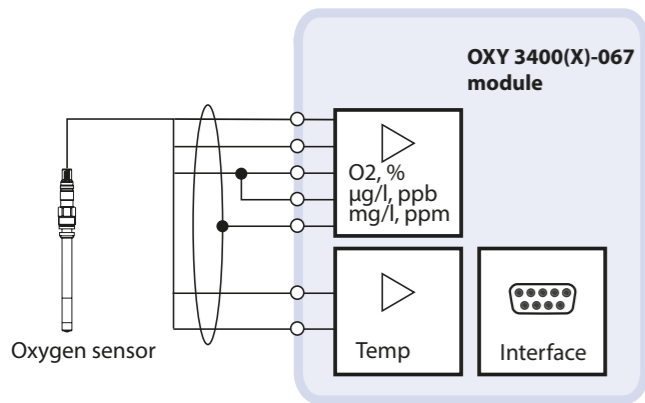 OXY 3400(X)-067
module
O2, %
µg/l, ppb
mg/l, ppm
Oxygen sensor
Temp
Interface